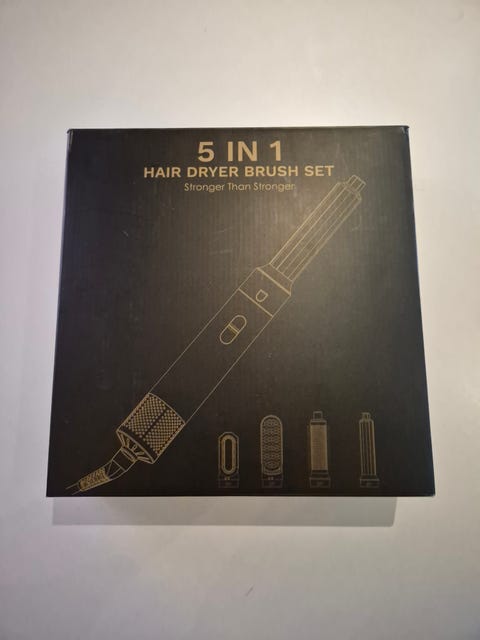 5 IN 1
HAIR DRYER BRUSH SET
Stronger Than Stronger